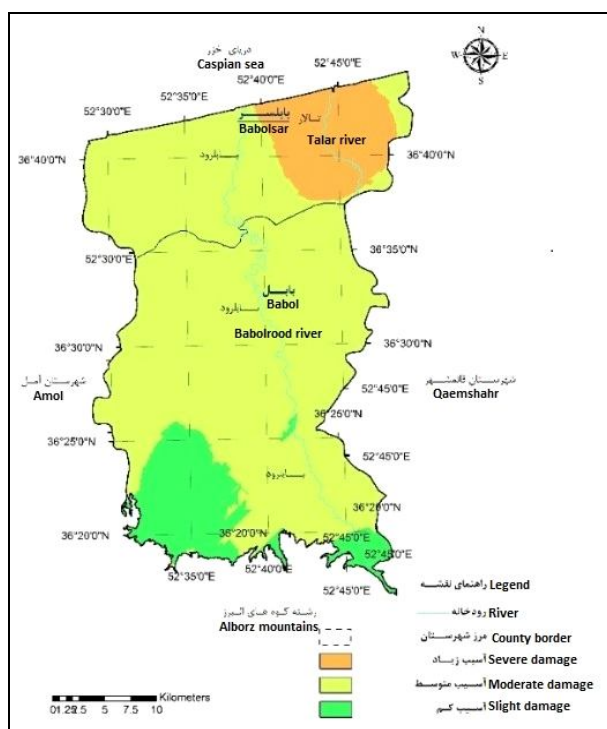 N
W E
S
دریای خزر
Caspian sea
52°45'0"E
52°40'0"E
52°35'0"E
52°30'0"E
بابلسر
Babolsar
تالار
Talar river
بابلرود
36°40'0"N
36°40'0"N
52°30'0"E
36°35'0"N
بابل
Babol
بابلرود
Babolrood river
36°30'0"N
36°30'0"N
شهرستان آمل
Amol
52°45'0"E
شهرستان قائمشهر
Qaemshahr
36°25'0"N
36°25'0"N
52°45'0"E
بابلرود
36°20'0"N
36°20'0"N
36°20'0"N
52°45'0"E
52°45'0"E
52°35'0"E
52°40'0"E
52°45'0"E
راهنمای نقشه Legend
رودخانه River
رشته کوه های البرز
Alborz mountains
مرز شهرستان County border
آسیب زیاد Severe damage
آسیب متوسط Moderate damage
آسیب کم Slight damage
Kilometers
01.252.5 5 7.5 10